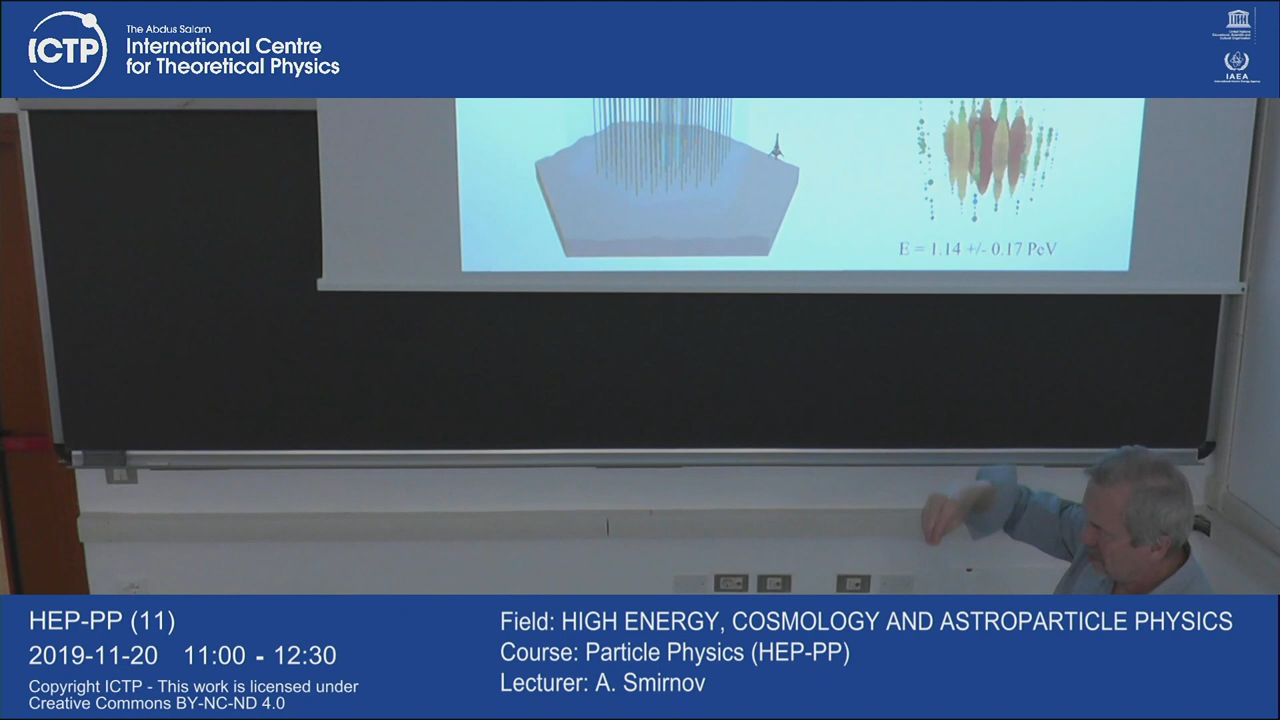 ICTP
The Abdus Salam
International Centre
for Theoretical Physics
IAEA
E = 1.14 +/- 0.17 PeV
HEP-PP (11)
2019-11-20 11:00 - 12:30
Copyright ICTP - This work is licensed under
Creative Commons BY-NC-ND 4.0
Field: HIGH ENERGY, COSMOLOGY AND ASTROPARTICLE PHYSICS
Course: Particle Physics (HEP-PP)
Lecturer: A. Smirnov